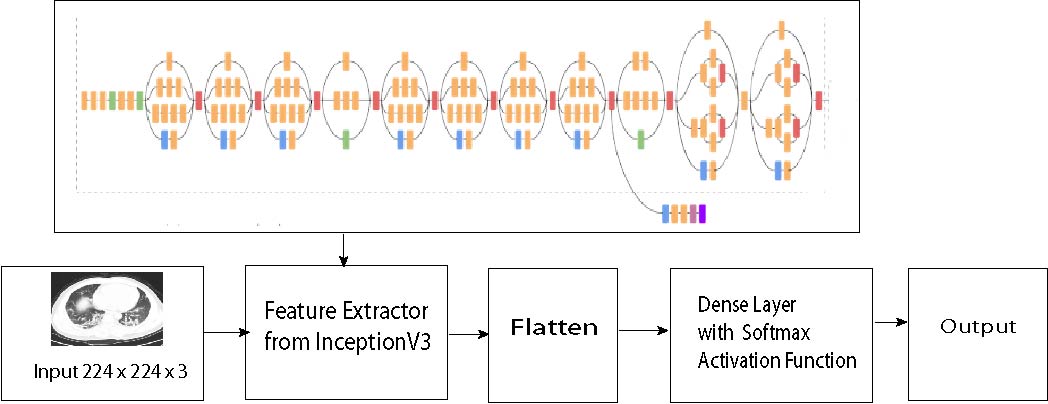 Input 224 x 224 x 3
Feature Extractor
from InceptionV3
Flatten
Dense Layer
with Softmax
Activation Function
Output